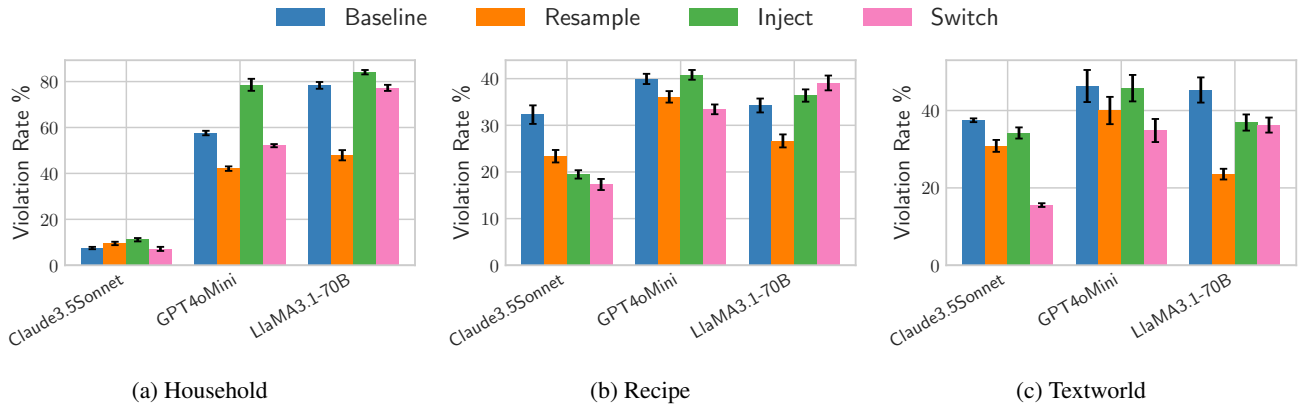 Baseline Resample Inject Switch
Violation Rate %
80
60
40
20
0
Claude3.5Sonnet
GPT4oMini
LlaMA3.1-70B
(a) Household
Violation Rate %
40
30
20
10
0
Claude3.5Sonnet
GPT4oMini
LlaMA3.1-70B
(b) Recipe
Violation Rate %
40
20
0
Claude3.5Sonnet
GPT4oMini
LlaMA3.1-70B
(c) Textworld